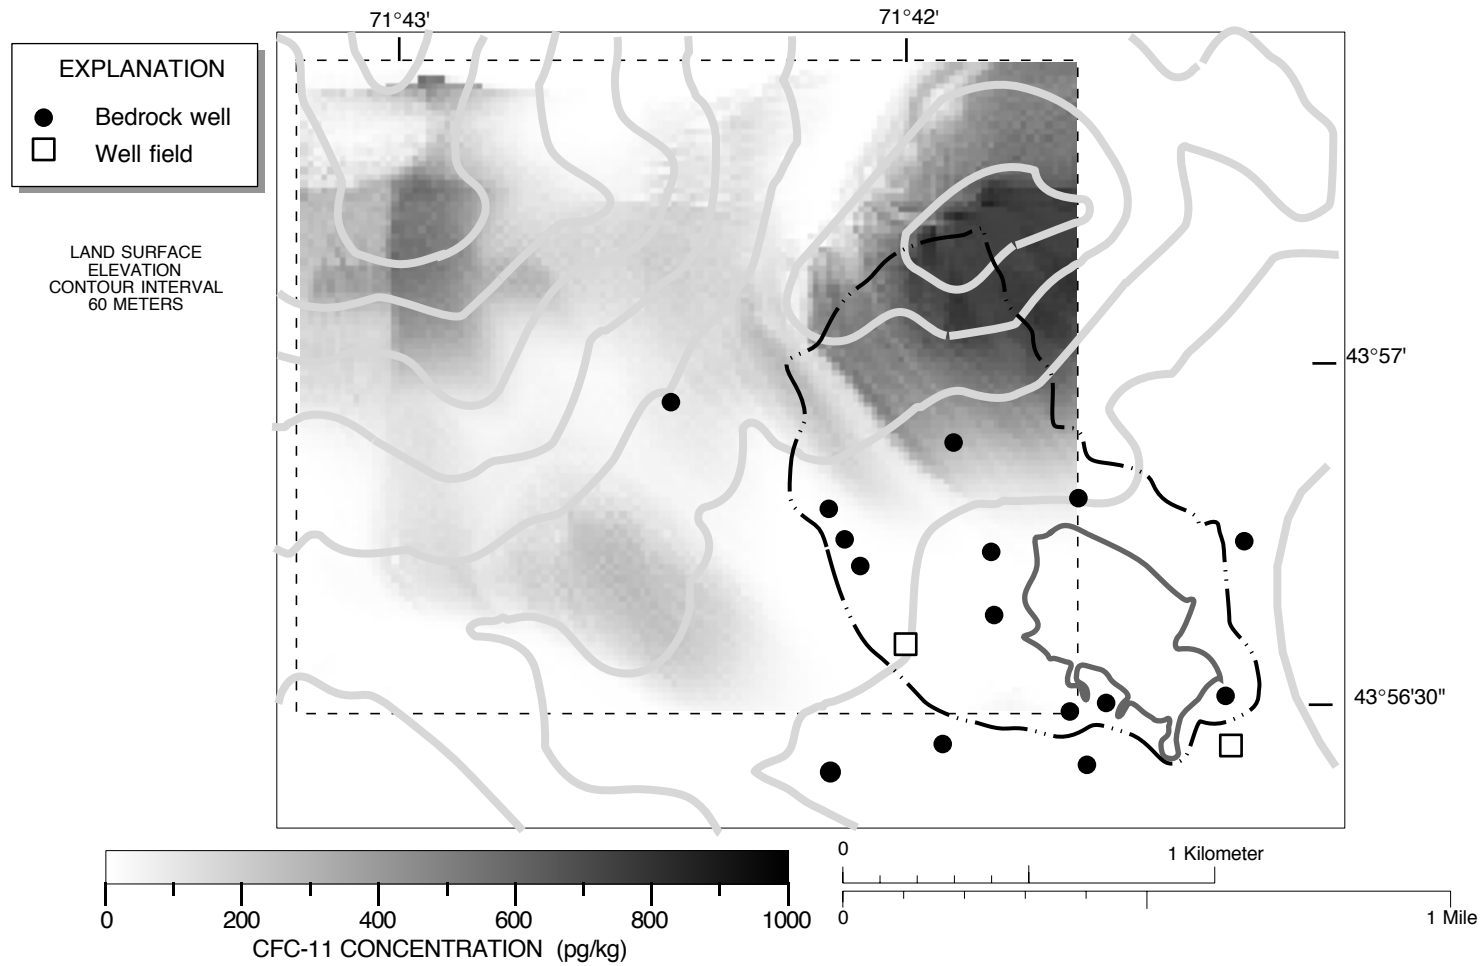 71°43'
71°42'
EXPLANATION
Bedrock well
Well field
LAND SURFACE
ELEVATION
CONTOUR INTERVAL
60 METERS
43°57'
43°56'30"
0
200
400
600
800
1000
CFC-11 CONCENTRATION (pg/kg)
0
1 Kilometer
0
1 Mile